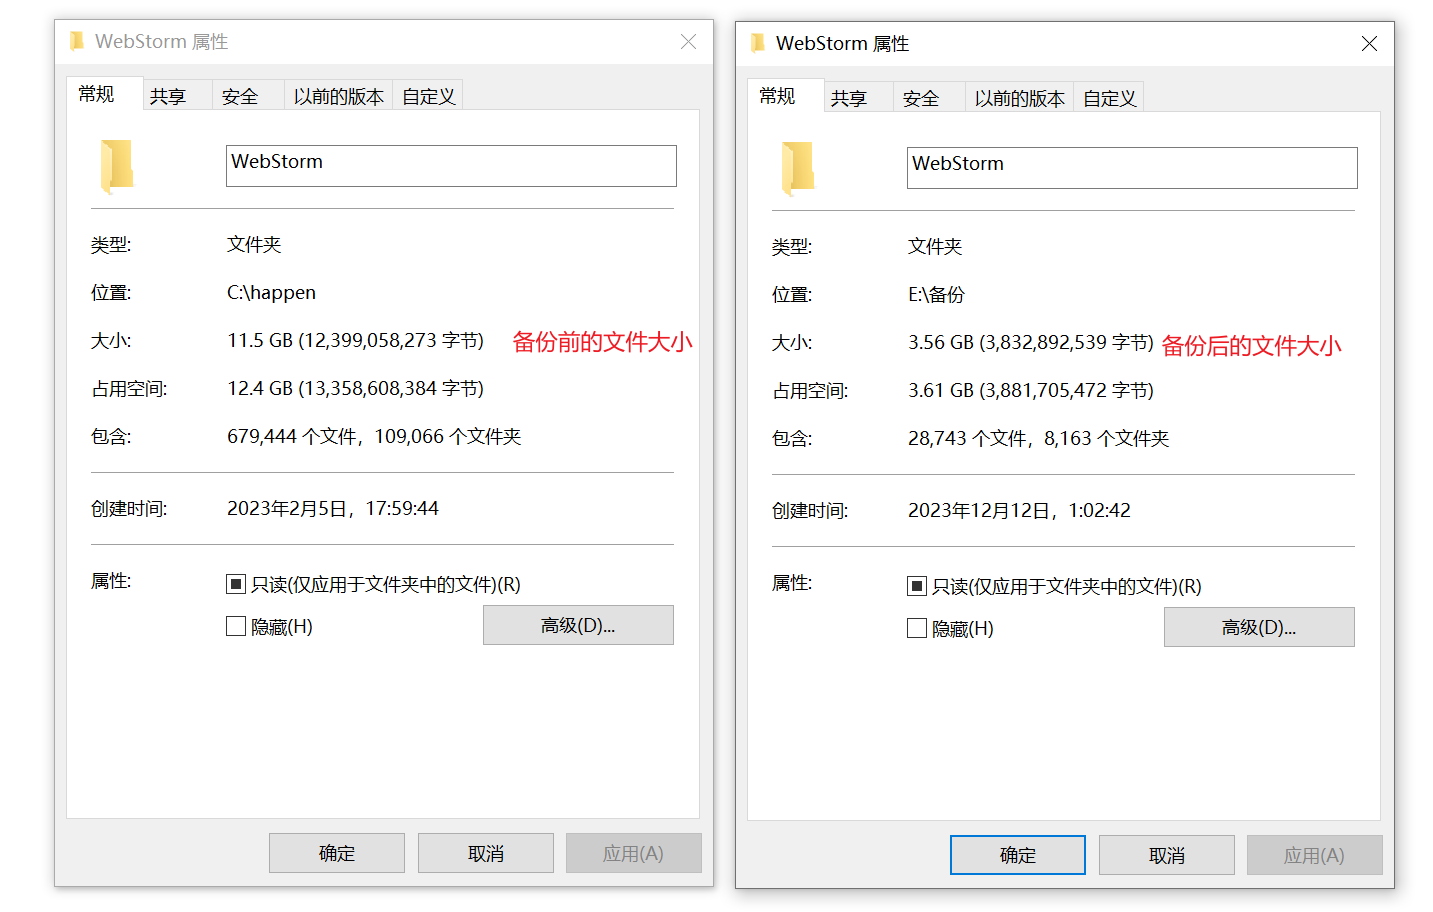 WebStorm 属性
常规 共享 安全 以前的版本 自定义
WebStorm
类型: 文件夹
位置: C:\happen
大小: 11.5 GB (12,399,058,273 字节) 备份前的文件大小
占用空间: 12.4 GB (13,358,608,384 字节)
包含: 679,444 个文件，109,066 个文件夹
创建时间: 2023年2月5日，17:59:44
属性: 只读(仅应用于文件夹中的文件)(R)
隐藏(H) 高级(D)...
确定 取消 应用(A)
WebStorm 属性
常规 共享 安全 以前的版本 自定义
WebStorm
类型: 文件夹
位置: E:\备份
大小: 3.56 GB (3,832,892,539 字节) 备份后的文件大小
占用空间: 3.61 GB (3,881,705,472 字节)
包含: 28,743 个文件，8,163 个文件夹
创建时间: 2023年12月12日，1:02:42
属性: 只读(仅应用于文件夹中的文件)(R)
隐藏(H) 高级(D)...
确定 取消 应用(A)